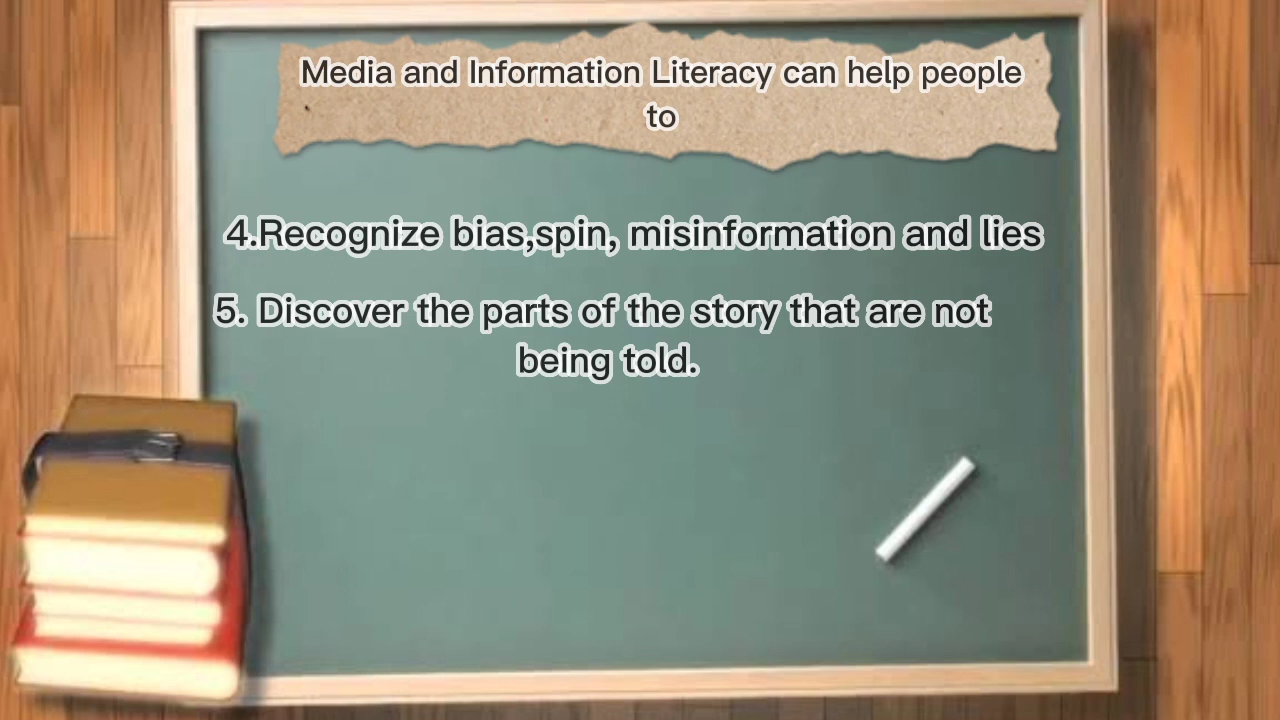 Media and Information Literacy can help people
to
4.Recognize bias,spin, misinformation and lies
5. Discover the parts of the story that are not
being told.